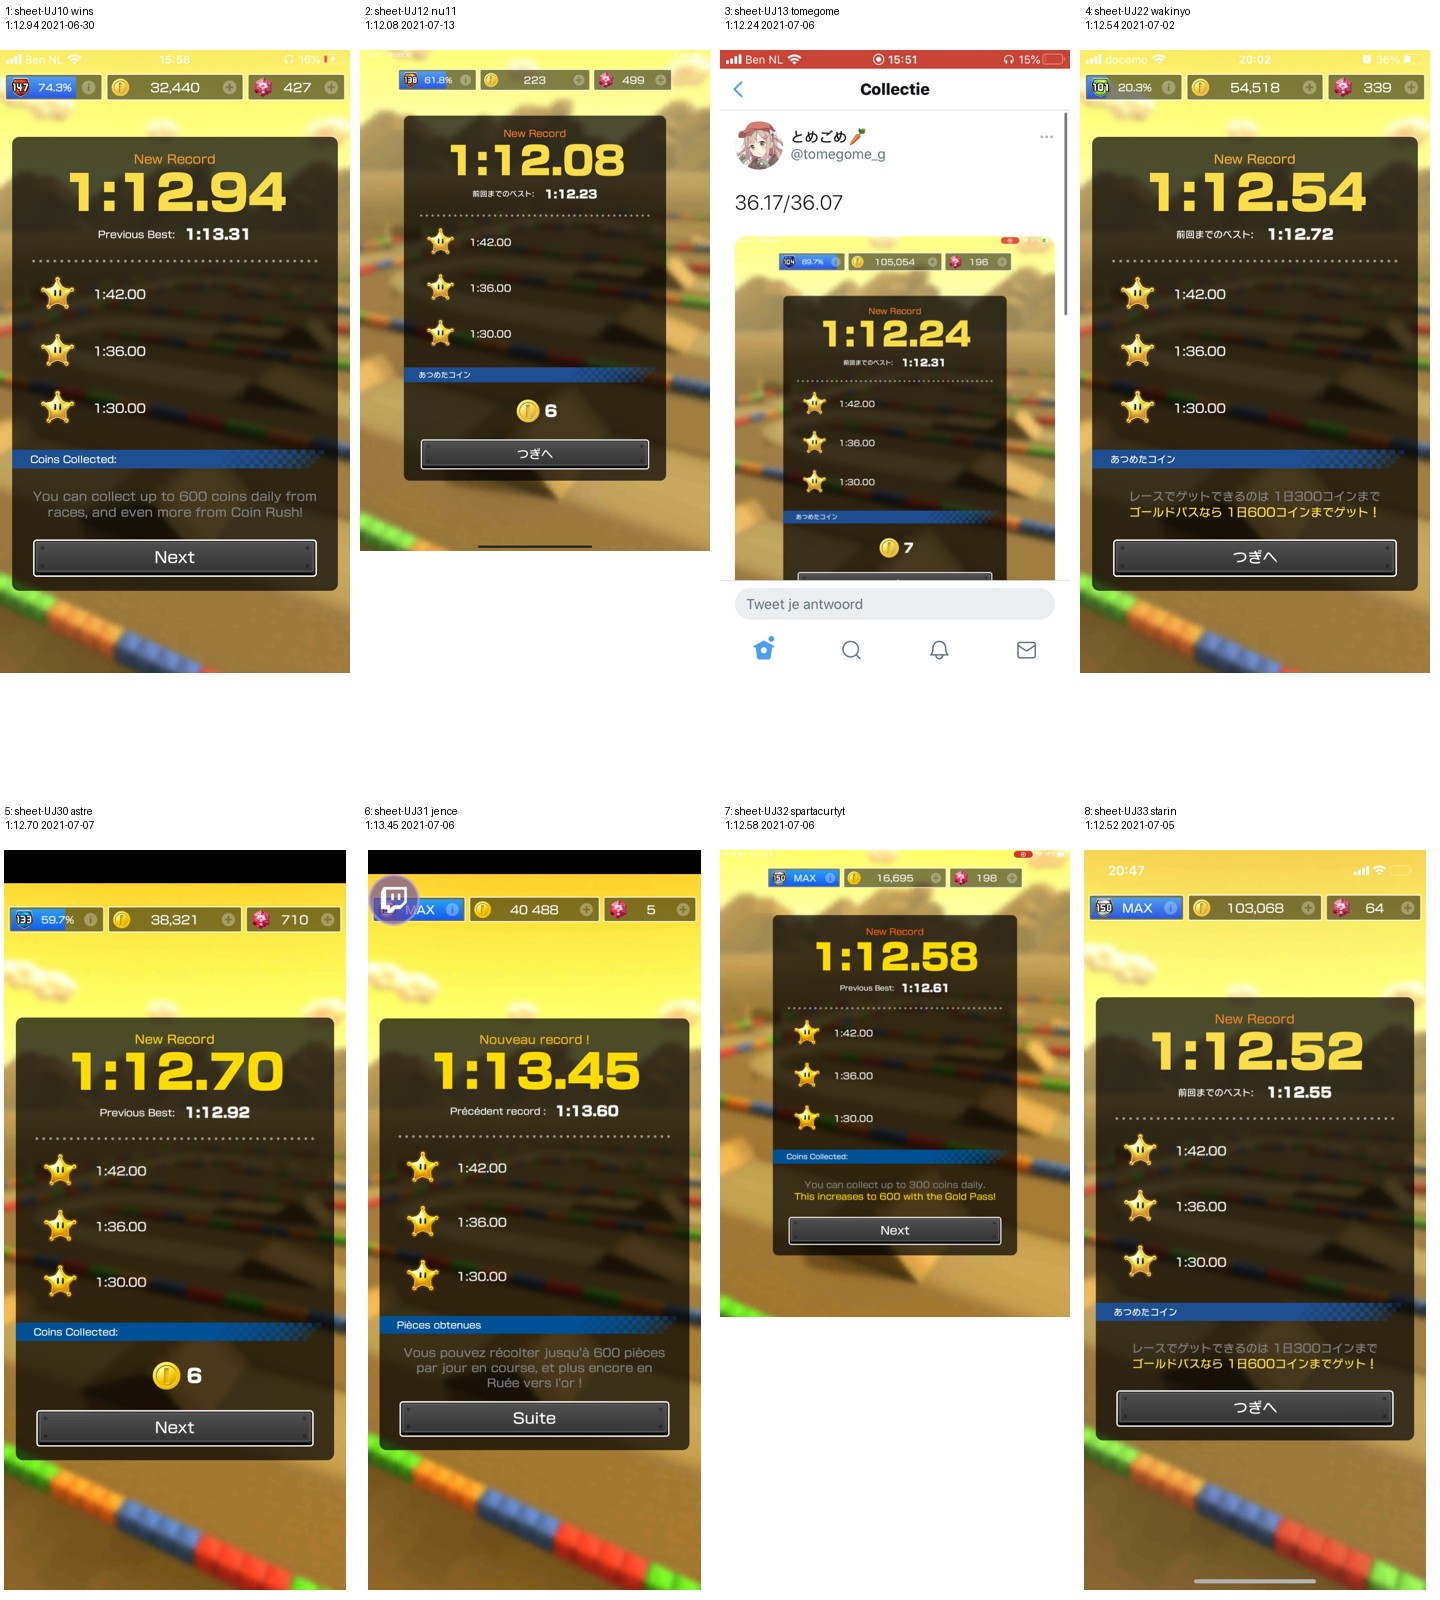 1: sheet-UJ10 wins
1:12.94 2021-06-30
Ben NL 15:58 16%
147 74.3% 32,440 427
New Record
1:12.94
Previous Best: 1:13.31
1:42.00
1:36.00
1:30.00
Coins Collected:
You can collect up to 600 coins daily from
races, and even more from Coin Rush!
Next
2: sheet-UJ12 nu11
1:12.08 2021-07-13
138 61.8% 223 499
New Record
1:12.08
前回までのベスト: 1:12.23
1:42.00
1:36.00
1:30.00
あつめたコイン
6
つぎへ
3: sheet-UJ13 tomegome
1:12.24 2021-07-06
Ben NL 15:51 15%
Collectie
とめごめ🥕
@tomegome_g
36.17/36.07
104 89.7% 105,054 196
New Record
1:12.24
前回までのベスト: 1:12.31
1:42.00
1:36.00
1:30.00
あつめたコイン
7
Tweet je antwoord
4: sheet-UJ22 wakinyo
1:12.54 2021-07-02
docomo 20:02 36%
101 20.3% 54,518 339
New Record
1:12.54
前回までのベスト: 1:12.72
1:42.00
1:36.00
1:30.00
あつめたコイン
レースでゲットできるのは 1日300コインまで
ゴールドパスなら 1日600コインまでゲット！
つぎへ
5: sheet-UJ30 astre
1:12.70 2021-07-07
133 59.7% 38,321 710
New Record
1:12.70
Previous Best: 1:12.92
1:42.00
1:36.00
1:30.00
Coins Collected:
6
Next
6: sheet-UJ31 jence
1:13.45 2021-07-06
MAX 40 488 5
Nouveau record !
1:13.45
Précédent record : 1:13.60
1:42.00
1:36.00
1:30.00
Pièces obtenues
Vous pouvez récolter jusqu'à 600 pièces
par jour en course, et plus encore en
Ruée vers l'or !
Suite
7: sheet-UJ32 spartacurtyt
1:12.58 2021-07-06
150 MAX 16,695 198
New Record
1:12.58
Previous Best: 1:12.61
1:42.00
1:36.00
1:30.00
Coins Collected:
You can collect up to 300 coins daily.
This increases to 600 with the Gold Pass!
Next
8: sheet-UJ33 starin
1:12.52 2021-07-05
20:47
150 MAX 103,068 64
New Record
1:12.52
前回までのベスト: 1:12.55
1:42.00
1:36.00
1:30.00
あつめたコイン
レースでゲットできるのは 1日300コインまで
ゴールドパスなら 1日600コインまでゲット！
つぎへ